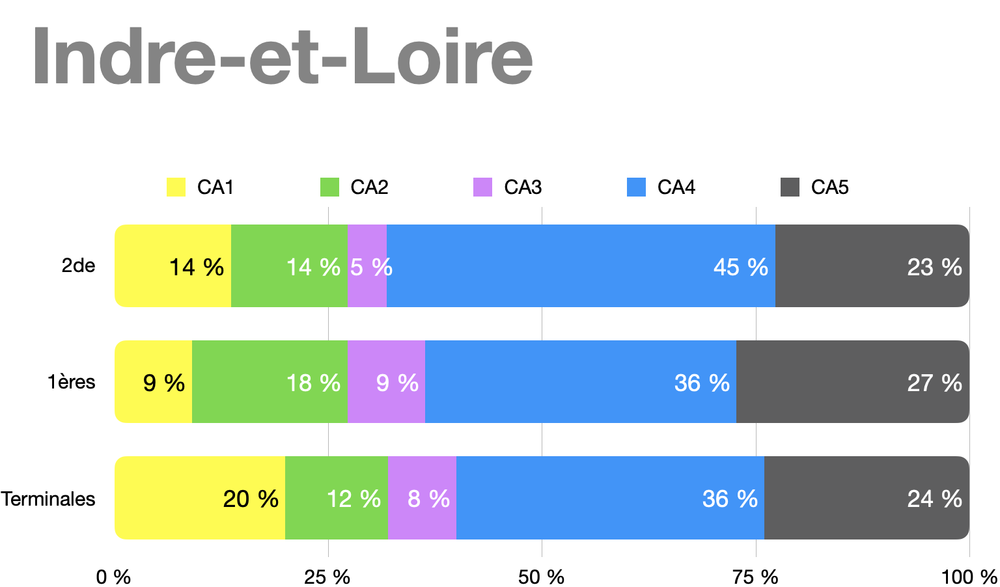 Indre-et-Loire
CA1 CA2 CA3 CA4 CA5
2de 14 % 14 % 5 % 45 % 23 %
1ères 9 % 18 % 9 % 36 % 27 %
Terminales 20 % 12 % 8 % 36 % 24 %
0 % 25 % 50 % 75 % 100 %